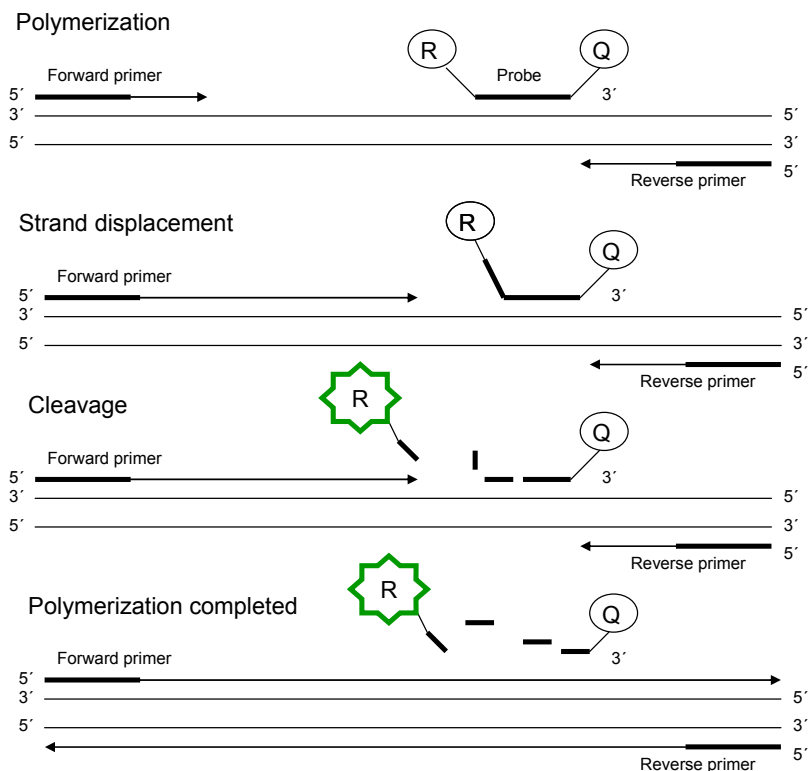 Polymerization
R Q
Forward primer Probe
5´ 3´
3´ 5´
5´ 3´
5´
Reverse primer
Strand displacement
R
Q
Forward primer
5´ 3´
3´ 5´
5´ 3´
5´
Reverse primer
R
Cleavage
Q
Forward primer
5´ 3´
3´ 5´
5´ 3´
5´
Reverse primer
R
Polymerization completed
Q
Forward primer 3´
5´
3´ 5´
5´ 3´
5´
Reverse primer